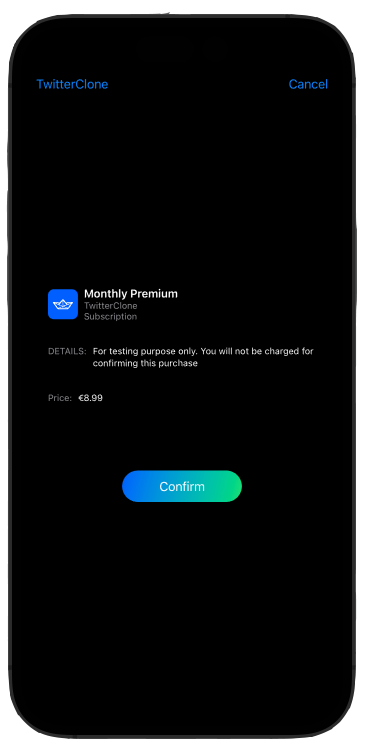 TwitterClone
Cancel
Monthly Premium
TwitterClone
Subscription
DETAILS: For testing purpose only. You will not be charged for
confirming this purchase
Price: €8.99
Confirm